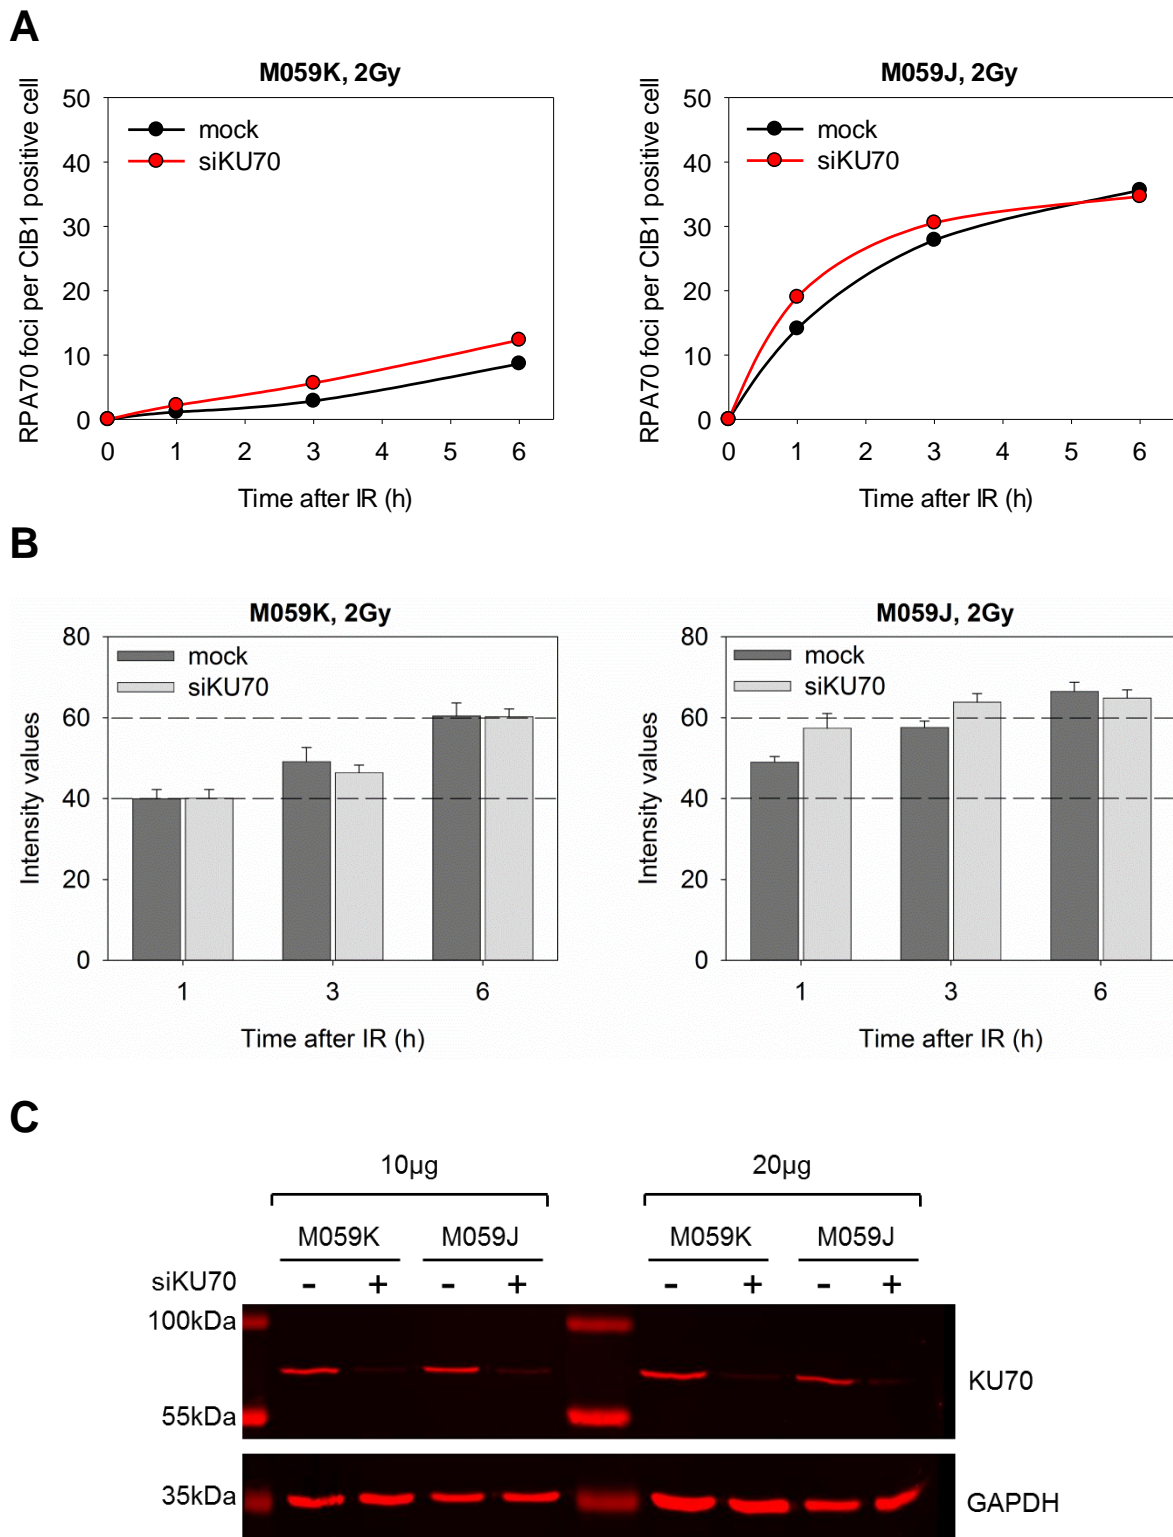 A
M059K, 2Gy
RPA70 foci per CIB1 positive cell
50
40
30
20
10
0
mock
siKU70
0 1 2 3 4 5 6
Time after IR (h)
M059J, 2Gy
RPA70 foci per CIB1 positive cell
50
40
30
20
10
0
mock
siKU70
0 1 2 3 4 5 6
Time after IR (h)
B
M059K, 2Gy
Intensity values
80
60
40
20
0
mock
siKU70
1 3 6
Time after IR (h)
M059J, 2Gy
Intensity values
80
60
40
20
0
mock
siKU70
1 3 6
Time after IR (h)
C
10µg 20µg
M059K M059J M059K M059J
siKU70 - + - + - + - +
100kDa
KU70
55kDa
35kDa GAPDH